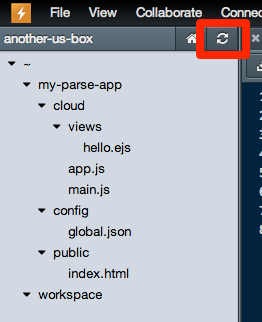 File View Collaborate Connec
another-us-box
~
my-parse-app
cloud
views
hello.ejs
app.js
main.js
config
global.json
public
index.html
workspace